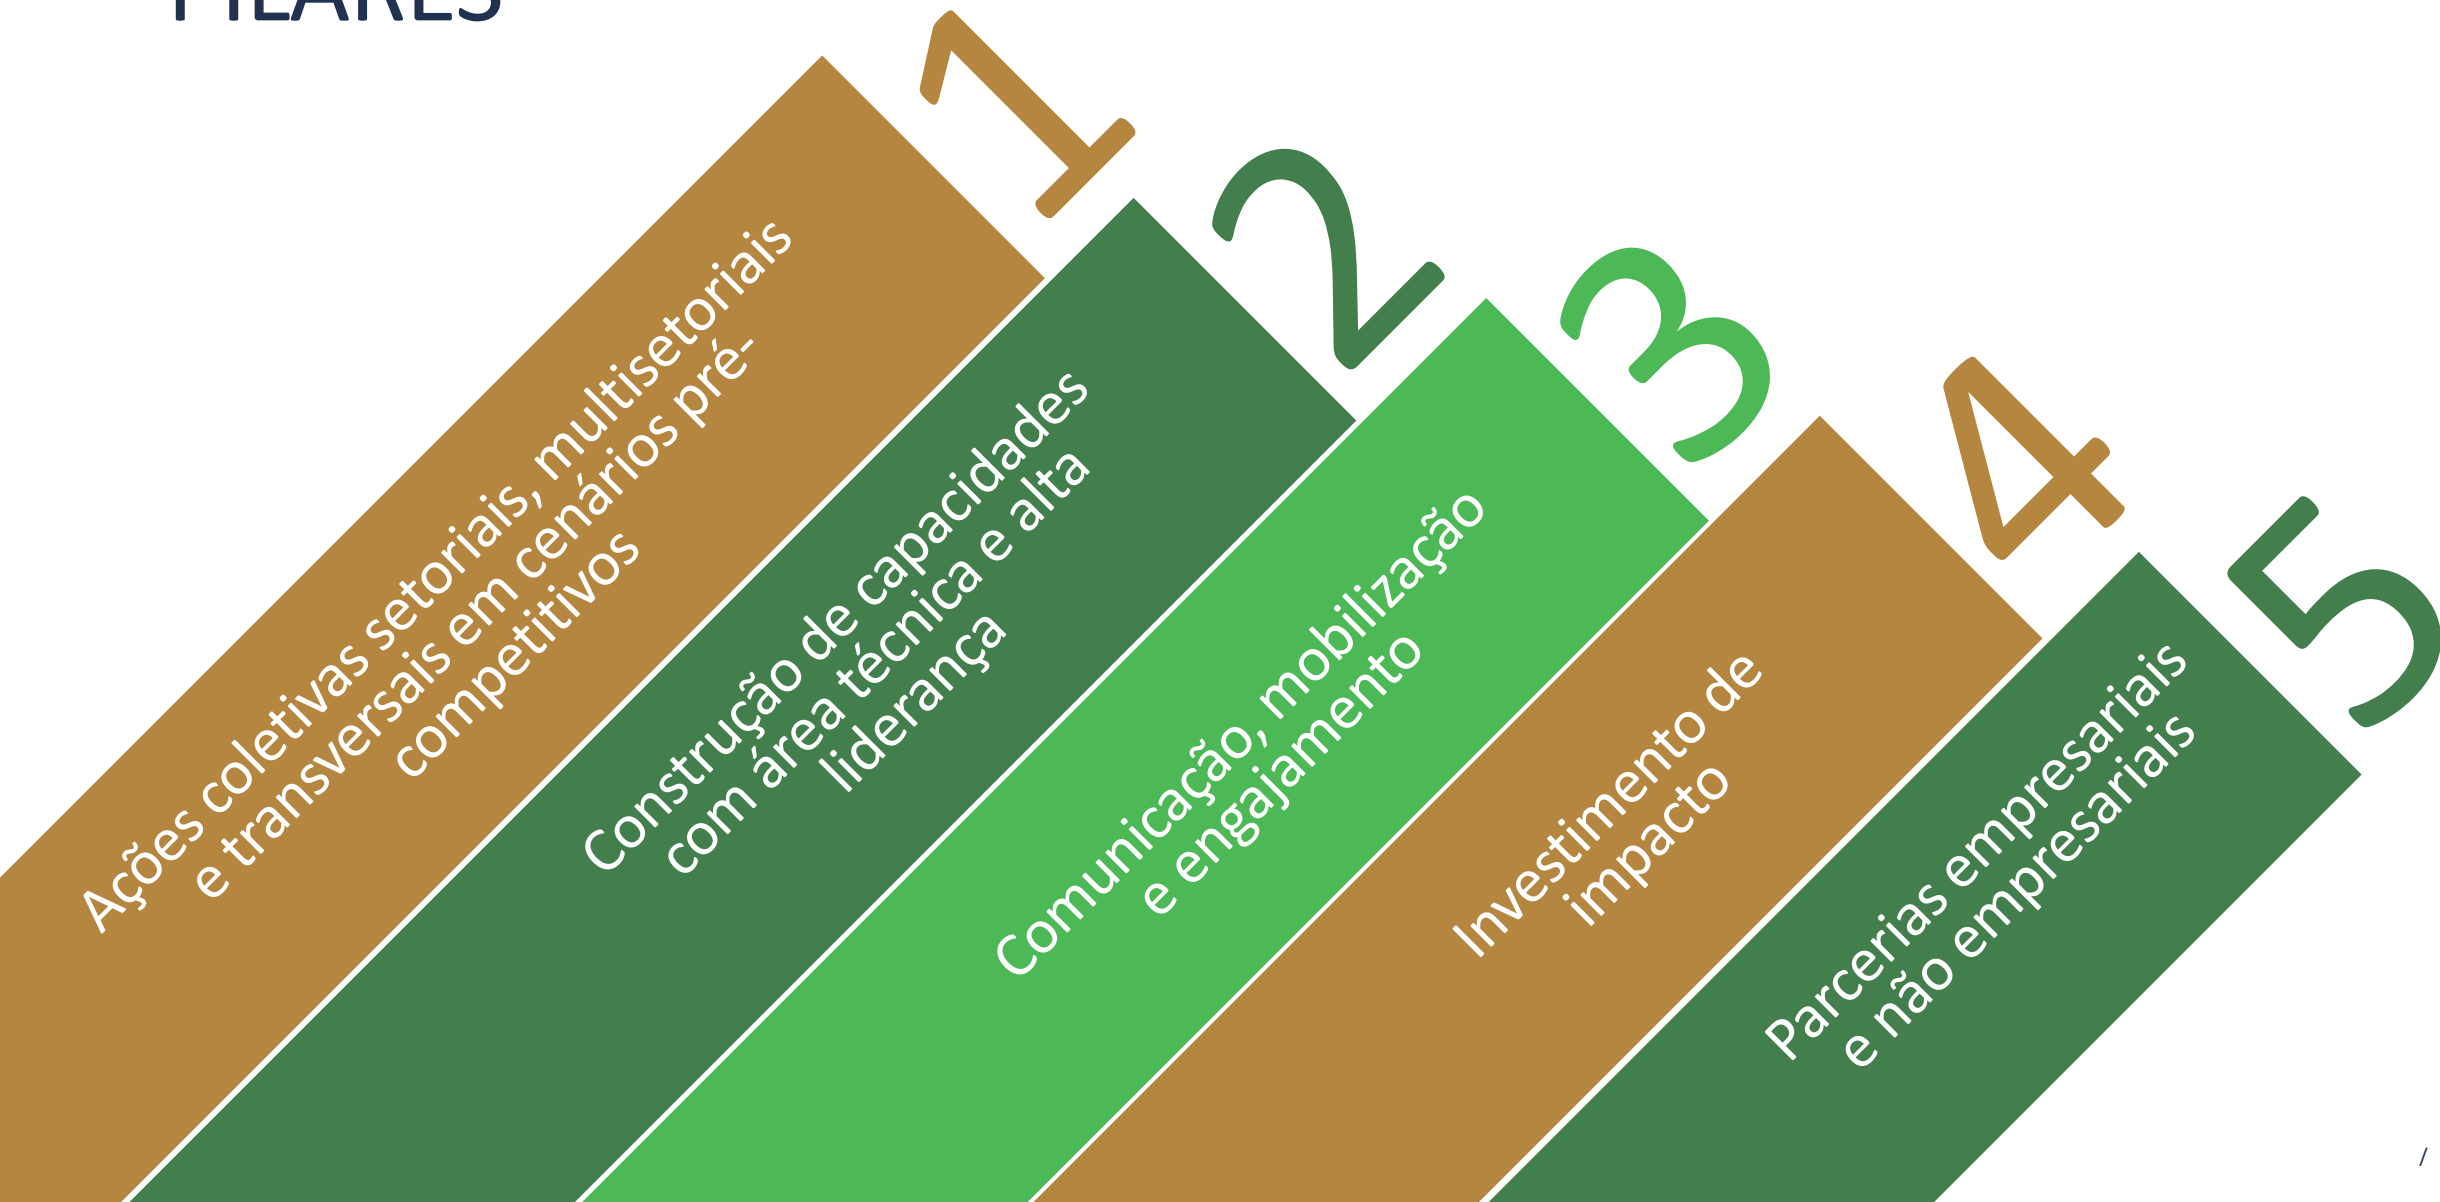 PILARES
1
Ações coletivas setoriais, multisetoriais
e transversais em cenários pré-
competitivos
2
Construção de capacidades
com área técnica e alta
liderança
3
Comunicação, mobilização
e engajamento
4
Investimento de
impacto
5
Parcerias empresariais
e não empresariais
/